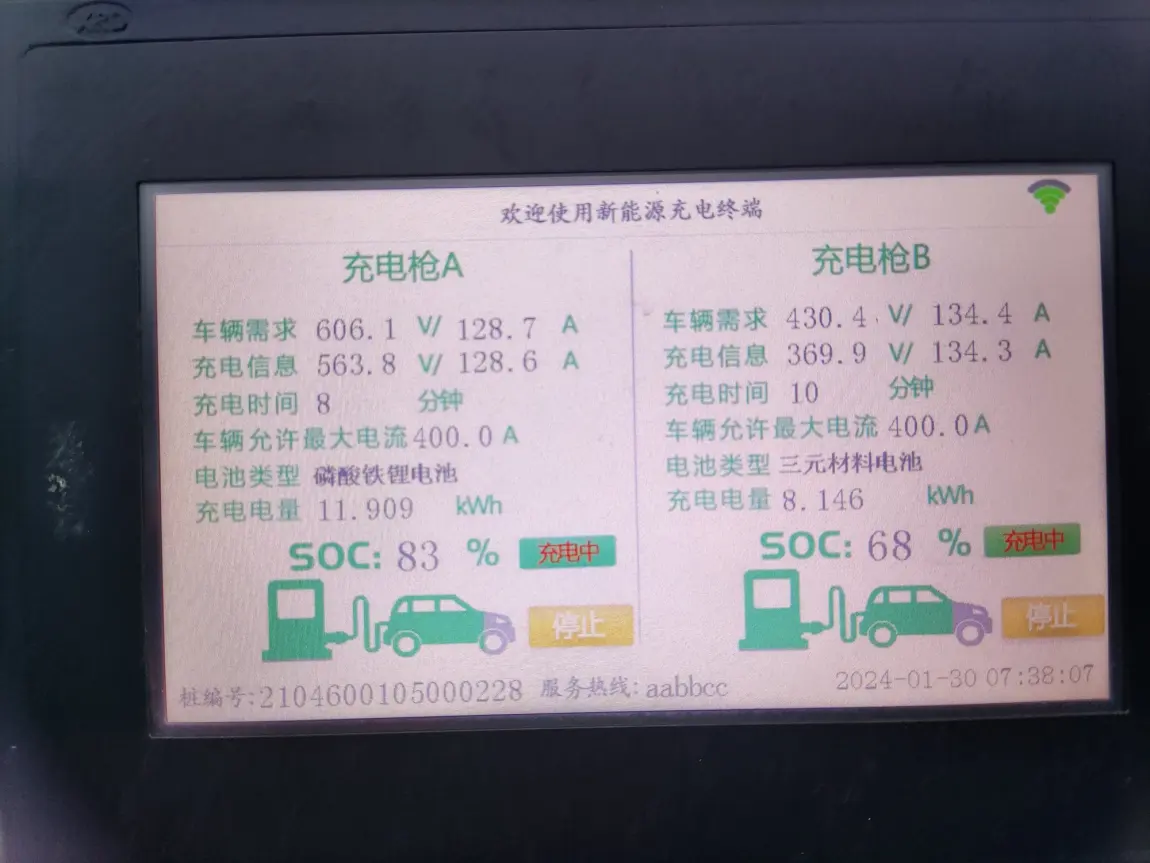 欢迎使用新能源充电终端
充电枪A
车辆需求 606.1 V/ 128.7 A
充电信息 563.8 V/ 128.6 A
充电时间 8 分钟
车辆允许最大电流 400.0 A
电池类型 磷酸铁锂电池
充电电量 11.909 kWh
SOC: 83 % 充电中
停止
充电枪B
车辆需求 430.4 V/ 134.4 A
充电信息 369.9 V/ 134.3 A
充电时间 10 分钟
车辆允许最大电流 400.0 A
电池类型 三元材料电池
充电电量 8.146 kWh
SOC: 68 % 充电中
停止
桩编号:2104600105000228 服务热线:aabbcc 2024-01-30 07:38:07